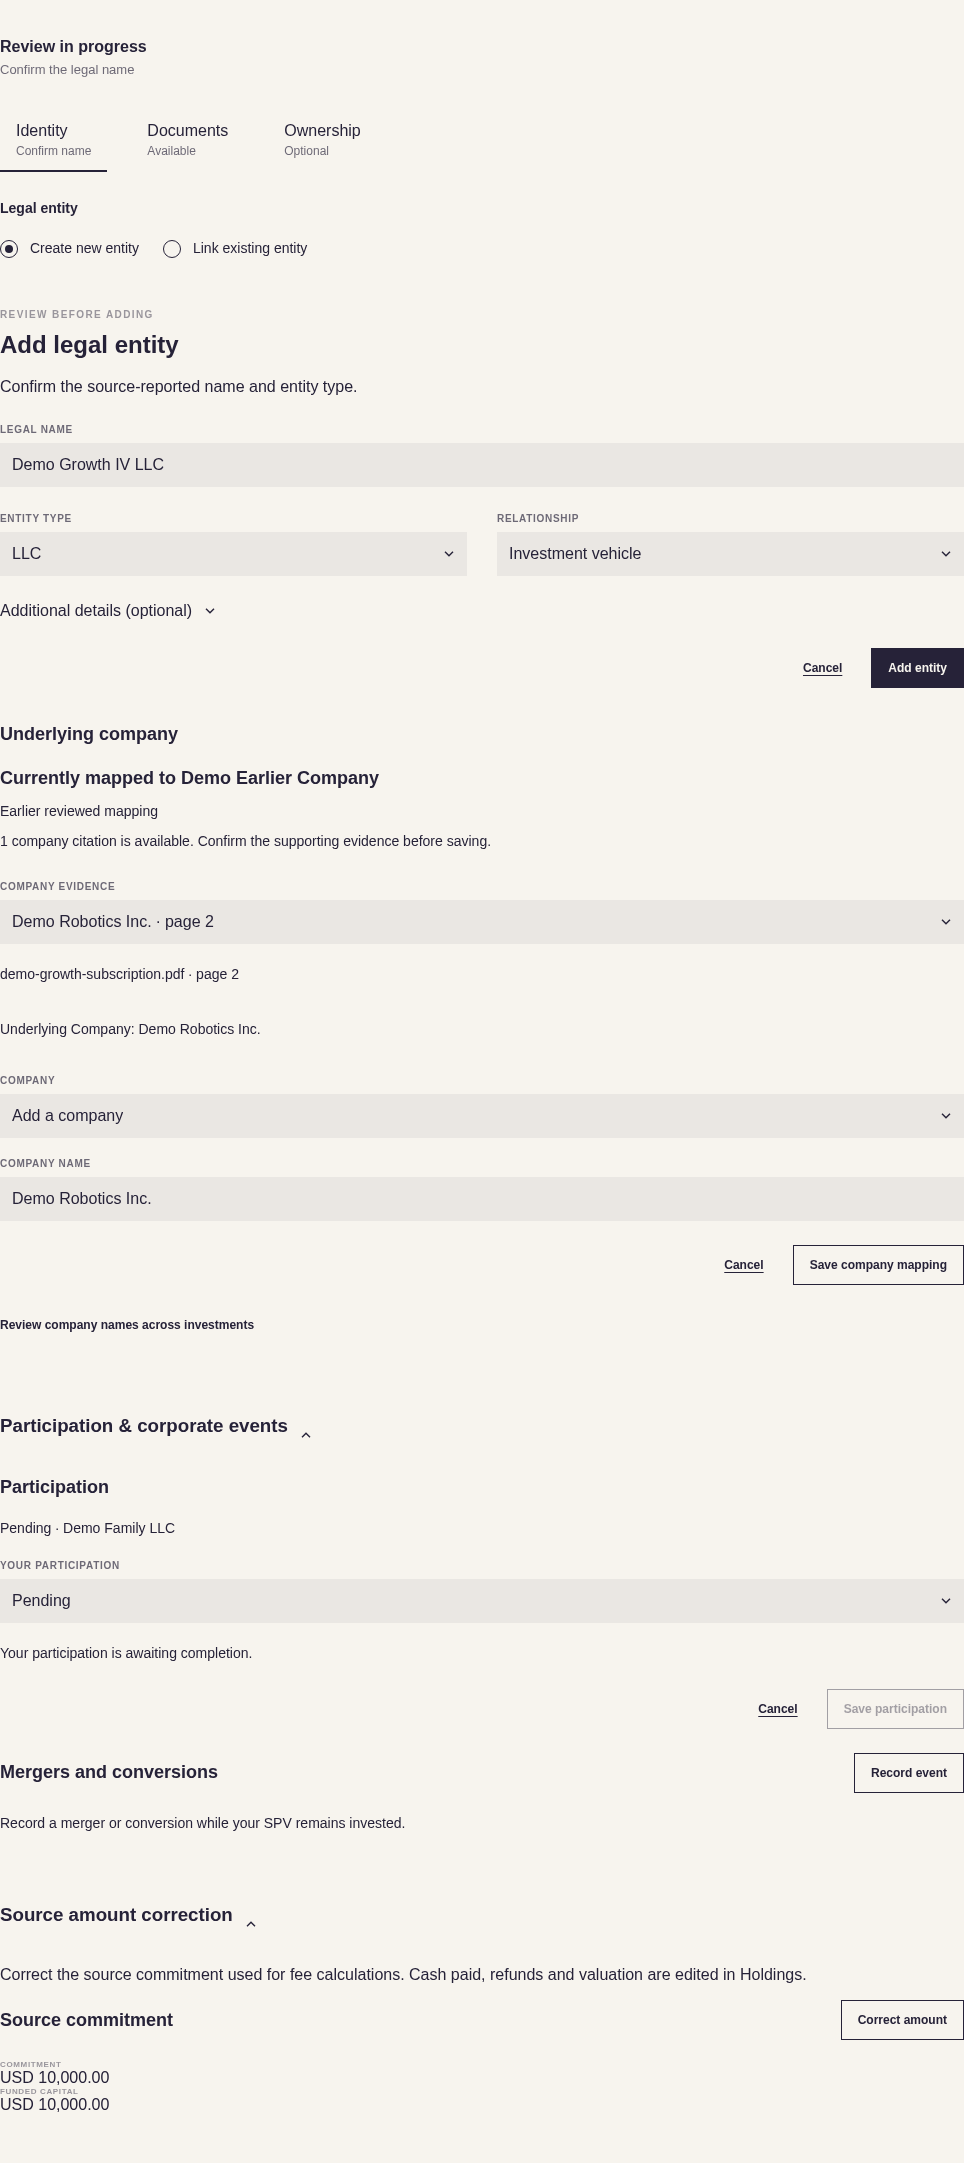 Review in progress
Confirm the legal name
Identity
Confirm name
Documents
Available
Ownership
Optional
Legal entity
Create new entity
Link existing entity
REVIEW BEFORE ADDING
Add legal entity
Confirm the source-reported name and entity type.
LEGAL NAME
Demo Growth IV LLC
ENTITY TYPE
LLC
RELATIONSHIP
Investment vehicle
Additional details (optional)
Cancel
Add entity
Underlying company
Currently mapped to Demo Earlier Company
Earlier reviewed mapping
1 company citation is available. Confirm the supporting evidence before saving.
COMPANY EVIDENCE
Demo Robotics Inc. · page 2
demo-growth-subscription.pdf · page 2
Underlying Company: Demo Robotics Inc.
COMPANY
Add a company
COMPANY NAME
Demo Robotics Inc.
Cancel
Save company mapping
Review company names across investments
Participation & corporate events
Participation
Pending · Demo Family LLC
YOUR PARTICIPATION
Pending
Your participation is awaiting completion.
Cancel
Save participation
Mergers and conversions
Record event
Record a merger or conversion while your SPV remains invested.
Source amount correction
Correct the source commitment used for fee calculations. Cash paid, refunds and valuation are edited in Holdings.
Source commitment
Correct amount
COMMITMENT
USD 10,000.00
FUNDED CAPITAL
USD 10,000.00